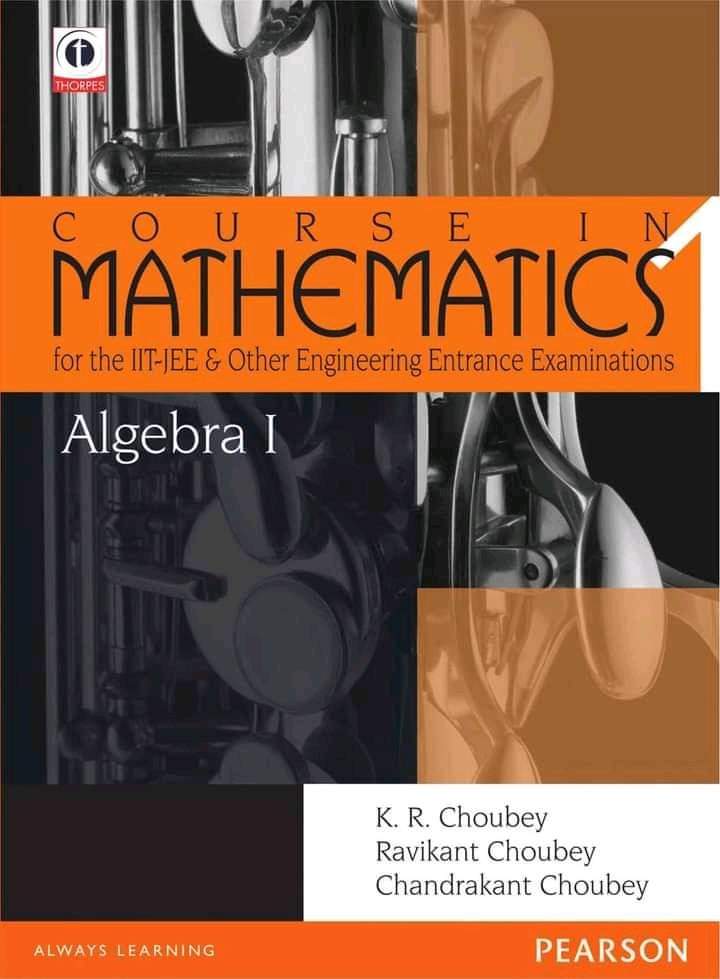 THORPES
COURSE IN
MATHEMATICS
1
for the IIT-JEE & Other Engineering Entrance Examinations
Algebra I
K. R. Choubey
Ravikant Choubey
Chandrakant Choubey
ALWAYS LEARNING
PEARSON